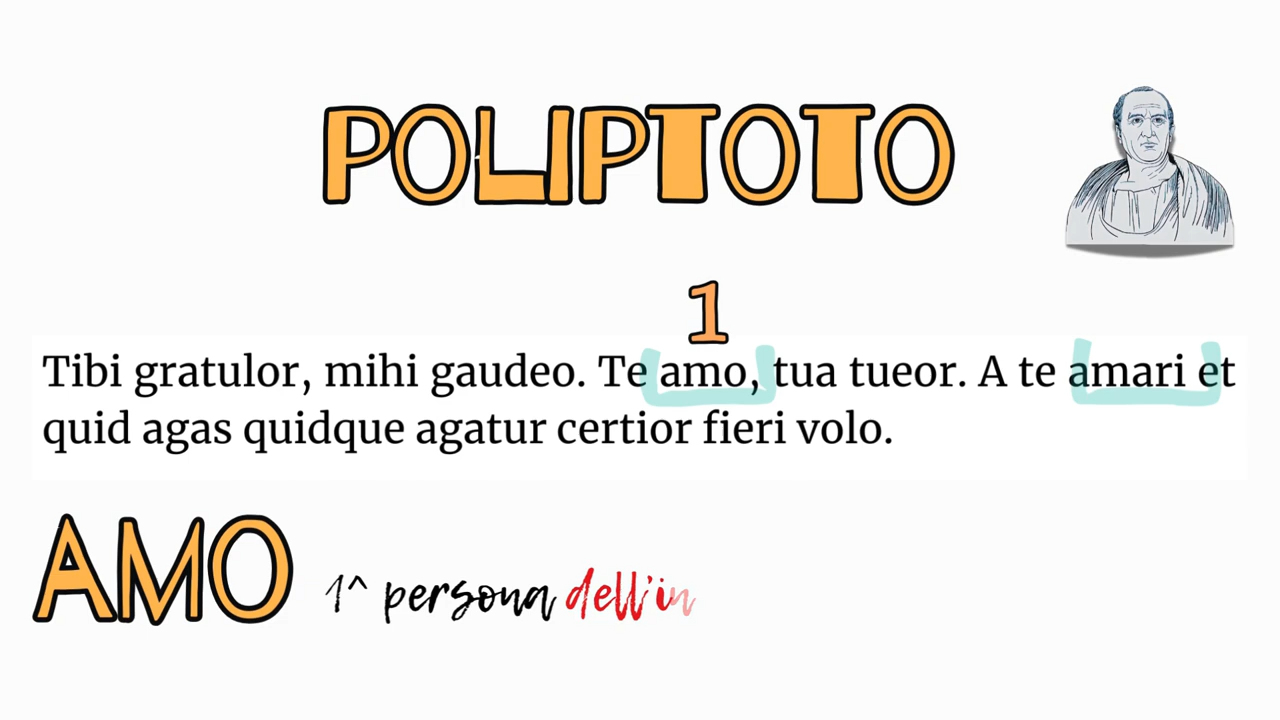 POLIPTOTO
1
Tibi gratulor, mihi gaudeo. Te amo, tua tueor. A te amari et
quid agas quidque agatur certior fieri volo.
AMO
1^ persona dell'in